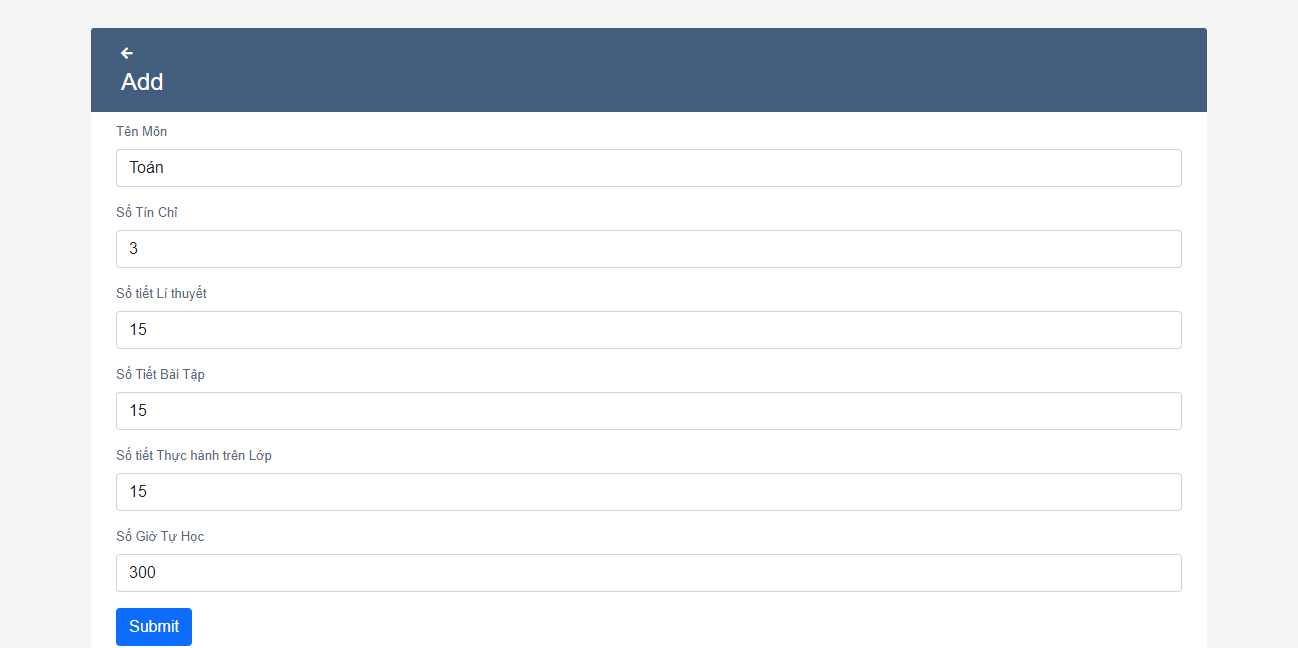 Add
Tên Môn
Toán
Số Tín Chỉ
3
Số tiết Lí thuyết
15
Số Tiết Bài Tập
15
Số tiết Thực hành trên Lớp
15
Số Giờ Tự Học
300
Submit